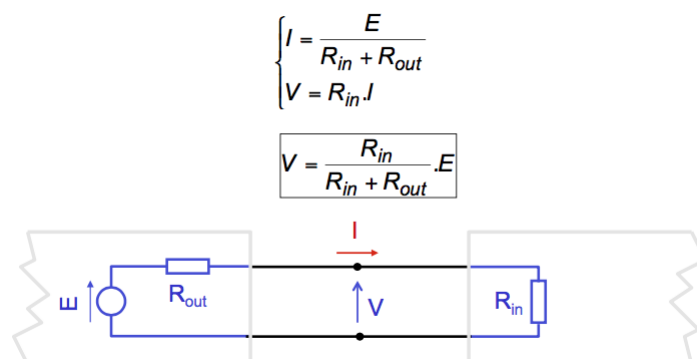 I = E / (R_in + R_out)
V = R_in.I
V = R_in / (R_in + R_out) .E
I
E
R_out
V
R_in